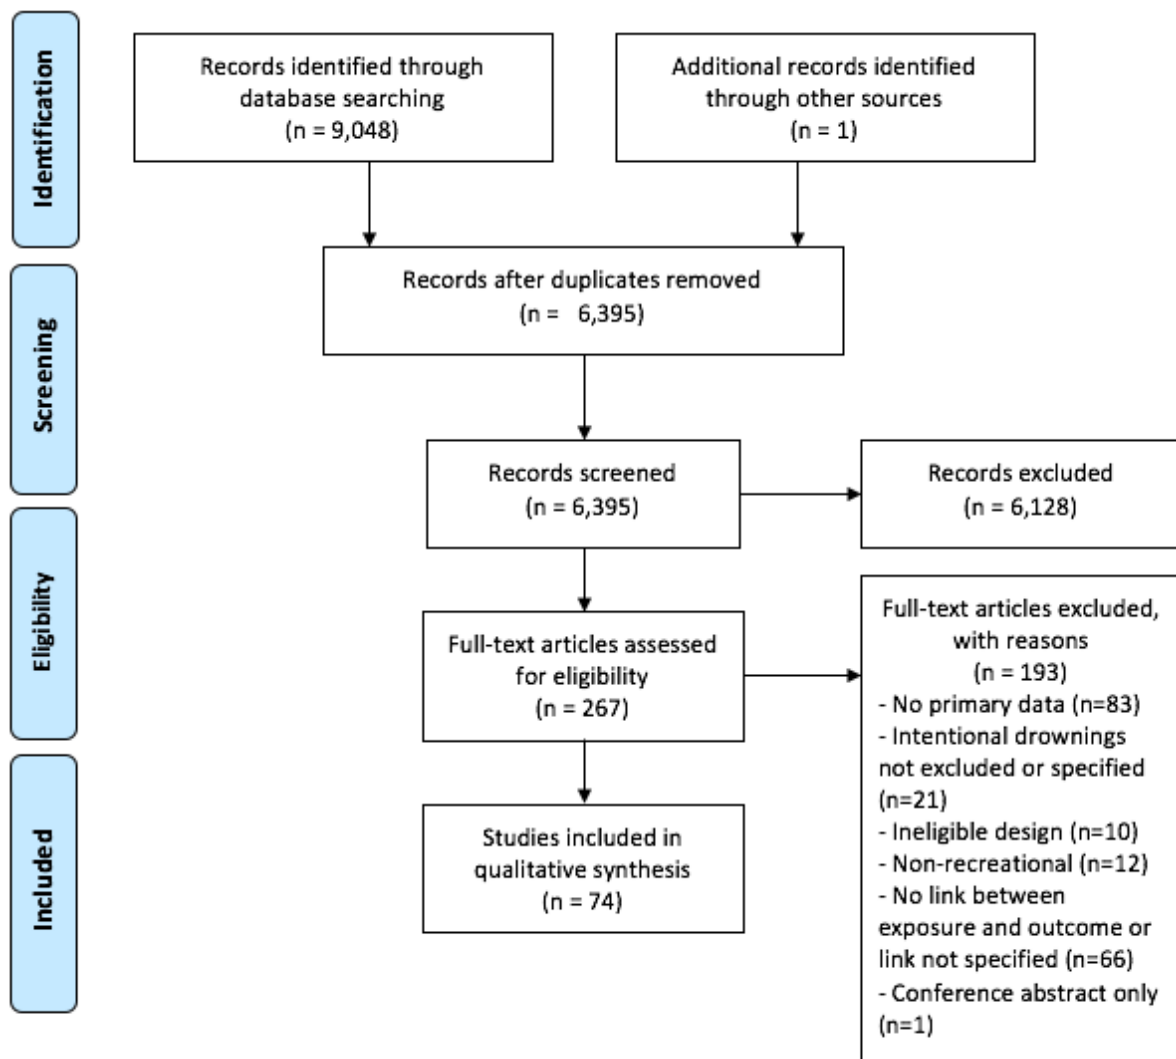 Identification
Records identified through
database searching
(n = 9,048)
Additional records identified
through other sources
(n = 1)
Screening
Records after duplicates removed
(n = 6,395)
Records screened
(n = 6,395)
Records excluded
(n = 6,128)
Eligibility
Full-text articles assessed
for eligibility
(n = 267)
Full-text articles excluded,
with reasons
(n = 193)
- No primary data (n=83)
- Intentional drownings
not excluded or specified
(n=21)
- Ineligible design (n=10)
- Non-recreational (n=12)
- No link between
exposure and outcome or
link not specified (n=66)
- Conference abstract only
(n=1)
Included
Studies included in
qualitative synthesis
(n = 74)